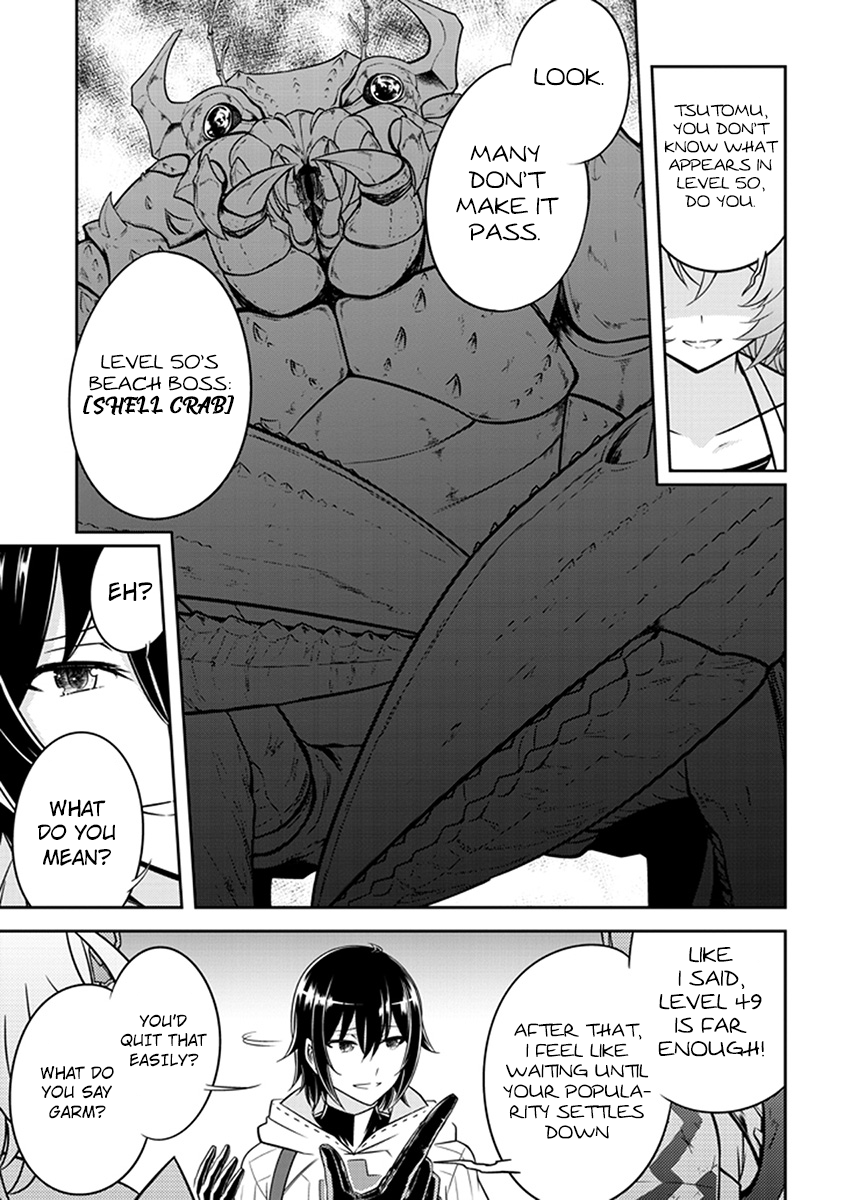 TSUTOMU,
YOU DON'T
KNOW WHAT
APPEARS IN
LEVEL 50,
DO YOU.
LOOK.
MANY
DON'T
MAKE IT
PASS.
LEVEL 50'S
BEACH BOSS:
[SHELL CRAB]
EH?
WHAT
DO YOU
MEAN?
LIKE
I SAID,
LEVEL 49
IS FAR
ENOUGH!
AFTER THAT,
I FEEL LIKE
WAITING UNTIL
YOUR POPULA-
RITY SETTLES
DOWN
YOU'D
QUIT THAT
EASILY?
WHAT DO
YOU SAY
GARM?